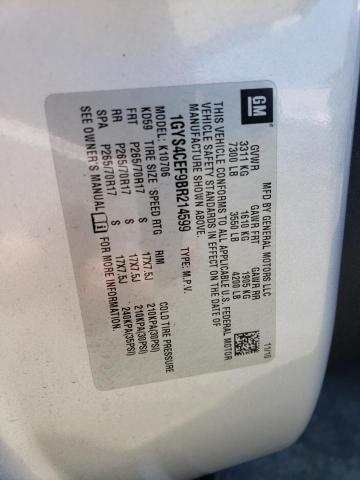 GM
MFD BY GENERAL MOTORS LLC
11/10
GVWR GAWR FRT GAWR RR
3311 KG 1610 KG 1905 KG
7300 LB 3550 LB 4200 LB
THIS VEHICLE CONFORMS TO ALL APPLICABLE U.S. FEDERAL MOTOR
VEHICLE SAFETY STANDARDS IN EFFECT ON THE DATE OF
MANUFACTURE SHOWN ABOVE.
1GYS4CEF9BR214599 TYPE: M.P.V.
MODEL: K10706
KD59 TIRE SIZE SPEED RTG RIM COLD TIRE PRESSURE
FRT P265/70R17 S 17X7.5J 210KPA(30PSI)
RR P265/70R17 S 17X7.5J 210KPA(30PSI)
SPA P265/70R17 S 17X7.5J 240KPA(35PSI)
SEE OWNER'S MANUAL i FOR MORE INFORMATION.